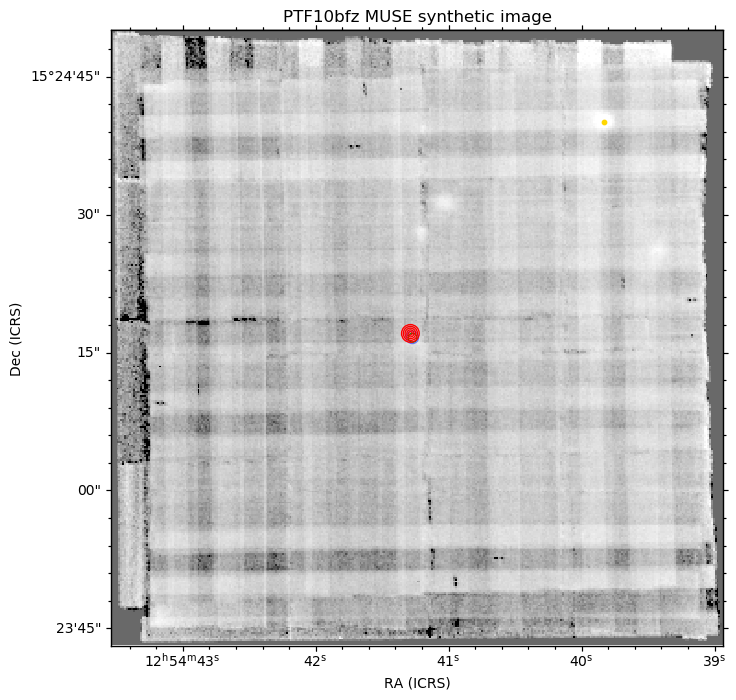 PTF10bfz MUSE synthetic image
15°24'45"
30"
15"
00"
23'45"
Dec (ICRS)
12ʰ54ᵐ43ˢ
42ˢ
41ˢ
40ˢ
39ˢ
RA (ICRS)